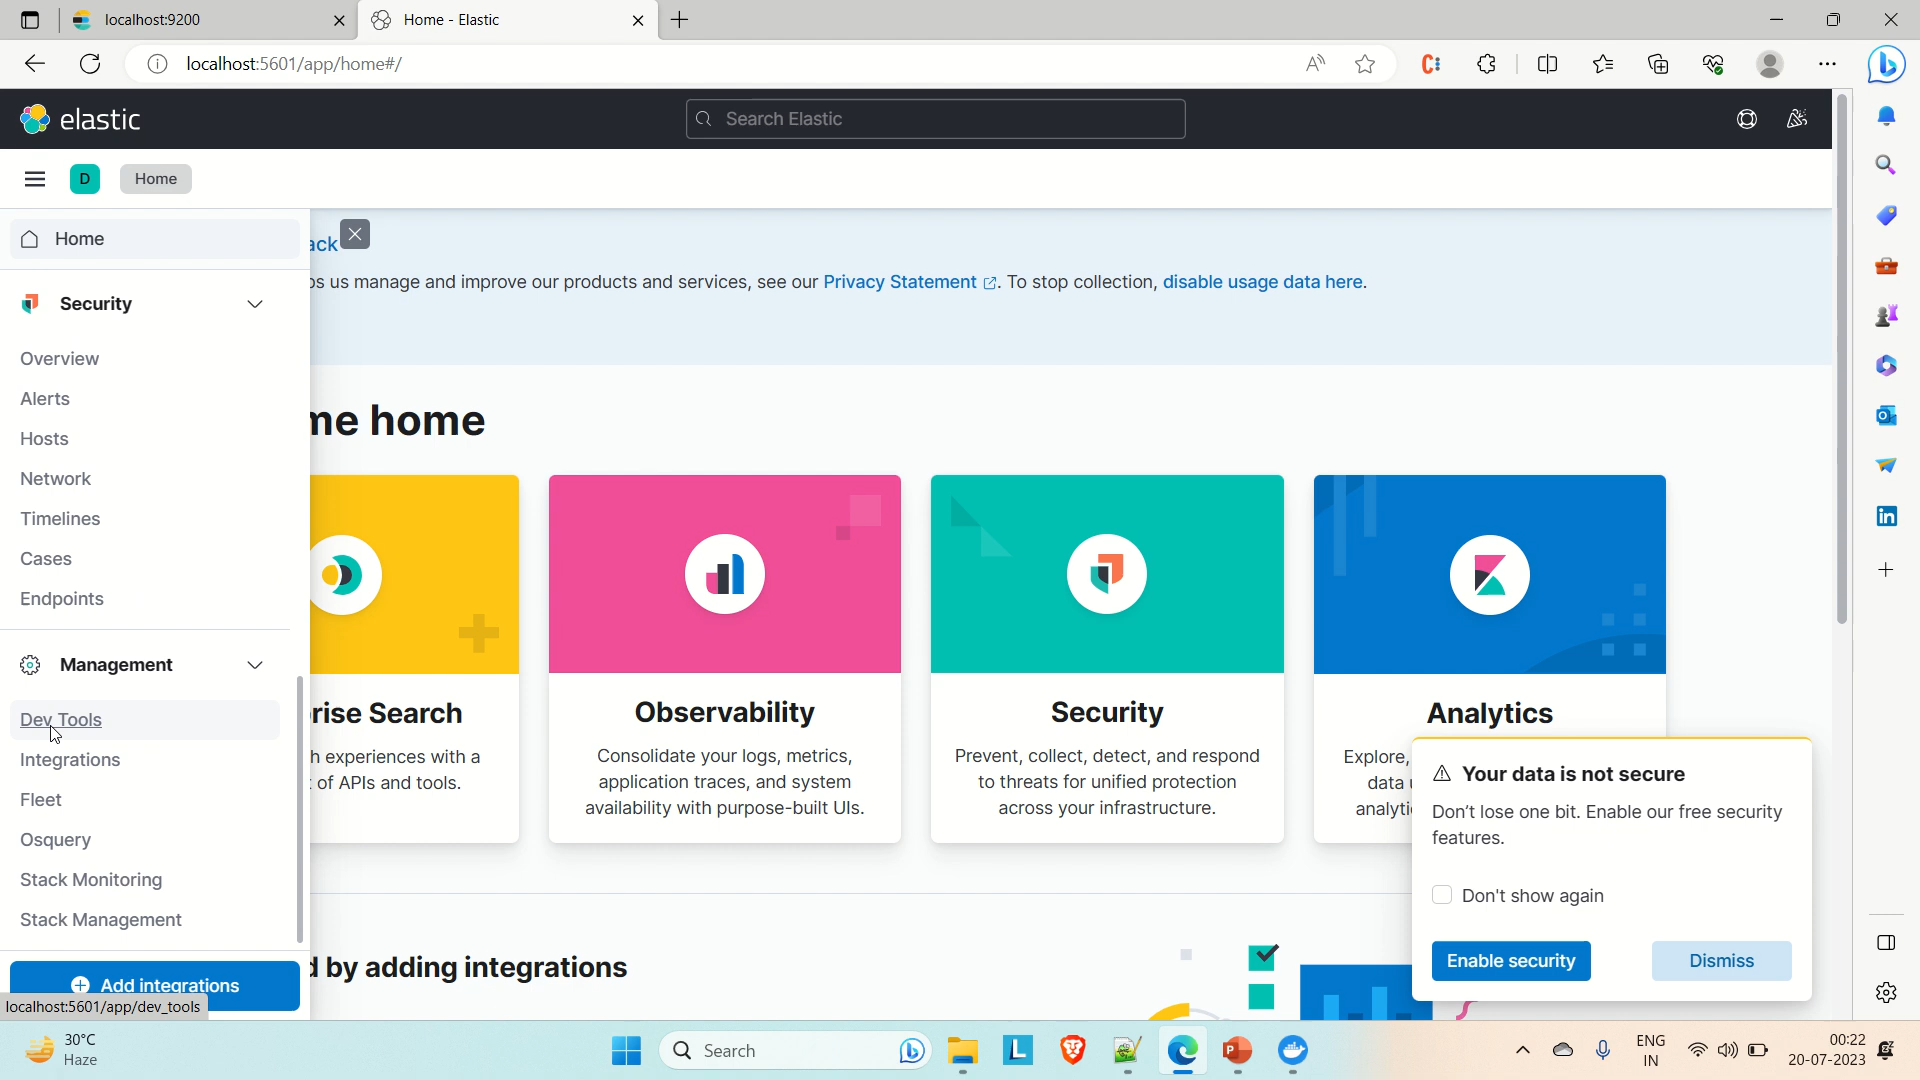 localhost:9200
Home - Elastic
localhost:5601/app/home#/
elastic
Search Elastic
D
Home
Home
ack
Security
os us manage and improve our products and services, see our Privacy Statement. To stop collection, disable usage data here.
Overview
Alerts
Hosts
Network
Timelines
Cases
Endpoints
Management
Dev Tools
Integrations
Fleet
Osquery
Stack Monitoring
Stack Management
Add integrations
localhost:5601/app/dev_tools
me home
rise Search
h experiences with a
of APIs and tools.
Observability
Consolidate your logs, metrics,
application traces, and system
availability with purpose-built UIs.
Security
Prevent, collect, detect, and respond
to threats for unified protection
across your infrastructure.
Analytics
Explore,
data
analyti
Your data is not secure
Don't lose one bit. Enable our free security
features.
Don't show again
Enable security
Dismiss
d by adding integrations
30°C
Haze
Search
ENG
IN
00:22
20-07-2023